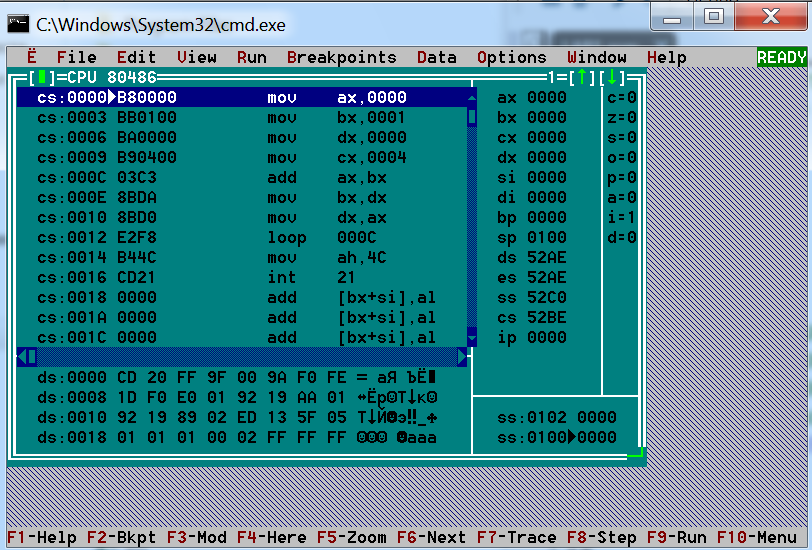 C:\Windows\System32\cmd.exe
Ë File Edit View Run Breakpoints Data Options Window Help READY
[▮]=CPU 80486 1=[↑][↓]
cs:0000►B80000 mov ax,0000 ax 0000 c=0
cs:0003 BB0100 mov bx,0001 bx 0000 z=0
cs:0006 BA0000 mov dx,0000 cx 0000 s=0
cs:0009 B90400 mov cx,0004 dx 0000 o=0
cs:000C 03C3 add ax,bx si 0000 p=0
cs:000E 8BDA mov bx,dx di 0000 a=0
cs:0010 8BD0 mov dx,ax bp 0000 i=1
cs:0012 E2F8 loop 000C sp 0100 d=0
cs:0014 B44C mov ah,4C ds 52AE
cs:0016 CD21 int 21 es 52AE
cs:0018 0000 add [bx+si],al ss 52C0
cs:001A 0000 add [bx+si],al cs 52BE
cs:001C 0000 add [bx+si],al ip 0000
ds:0000 CD 20 FF 9F 00 9A F0 FE = аЯ ЪЁ■
ds:0008 1D F0 E0 01 92 19 AA 01 ↔Ёр☺Т↓к☺
ds:0010 92 19 89 02 ED 13 5F 05 Т↓Й☻э‼_♣ ss:0102 0000
ds:0018 01 01 01 00 02 FF FF FF ☺☺☺ ☻ ss:0100►0000
F1-Help F2-Bkpt F3-Mod F4-Here F5-Zoom F6-Next F7-Trace F8-Step F9-Run F10-Menu